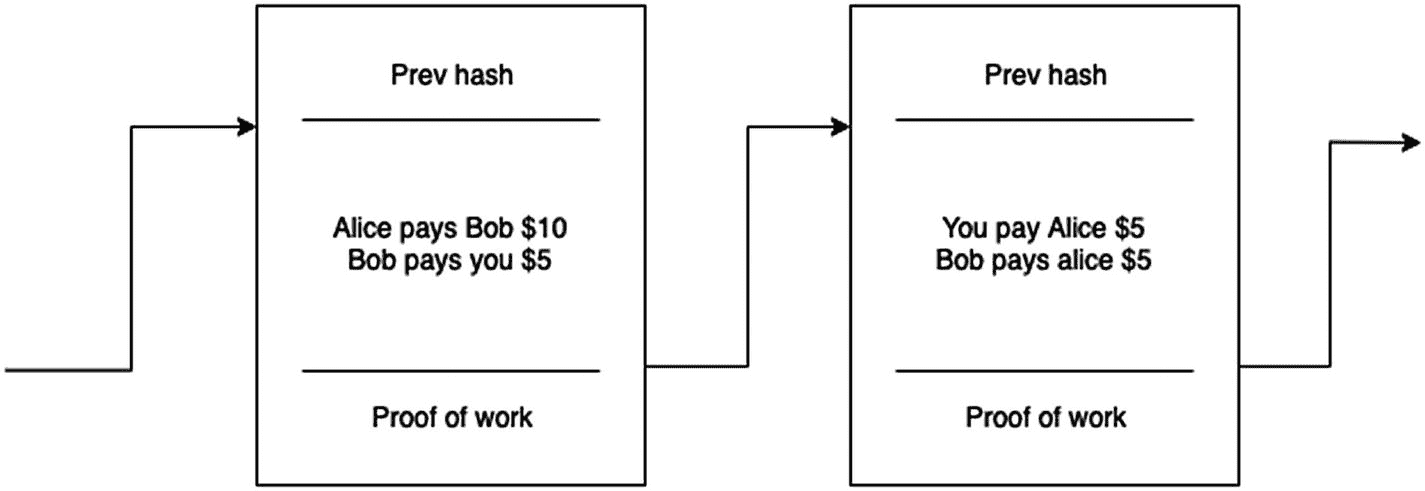 Prev hash
Alice pays Bob $10
Bob pays you $5
Proof of work
Prev hash
You pay Alice $5
Bob pays alice $5
Proof of work